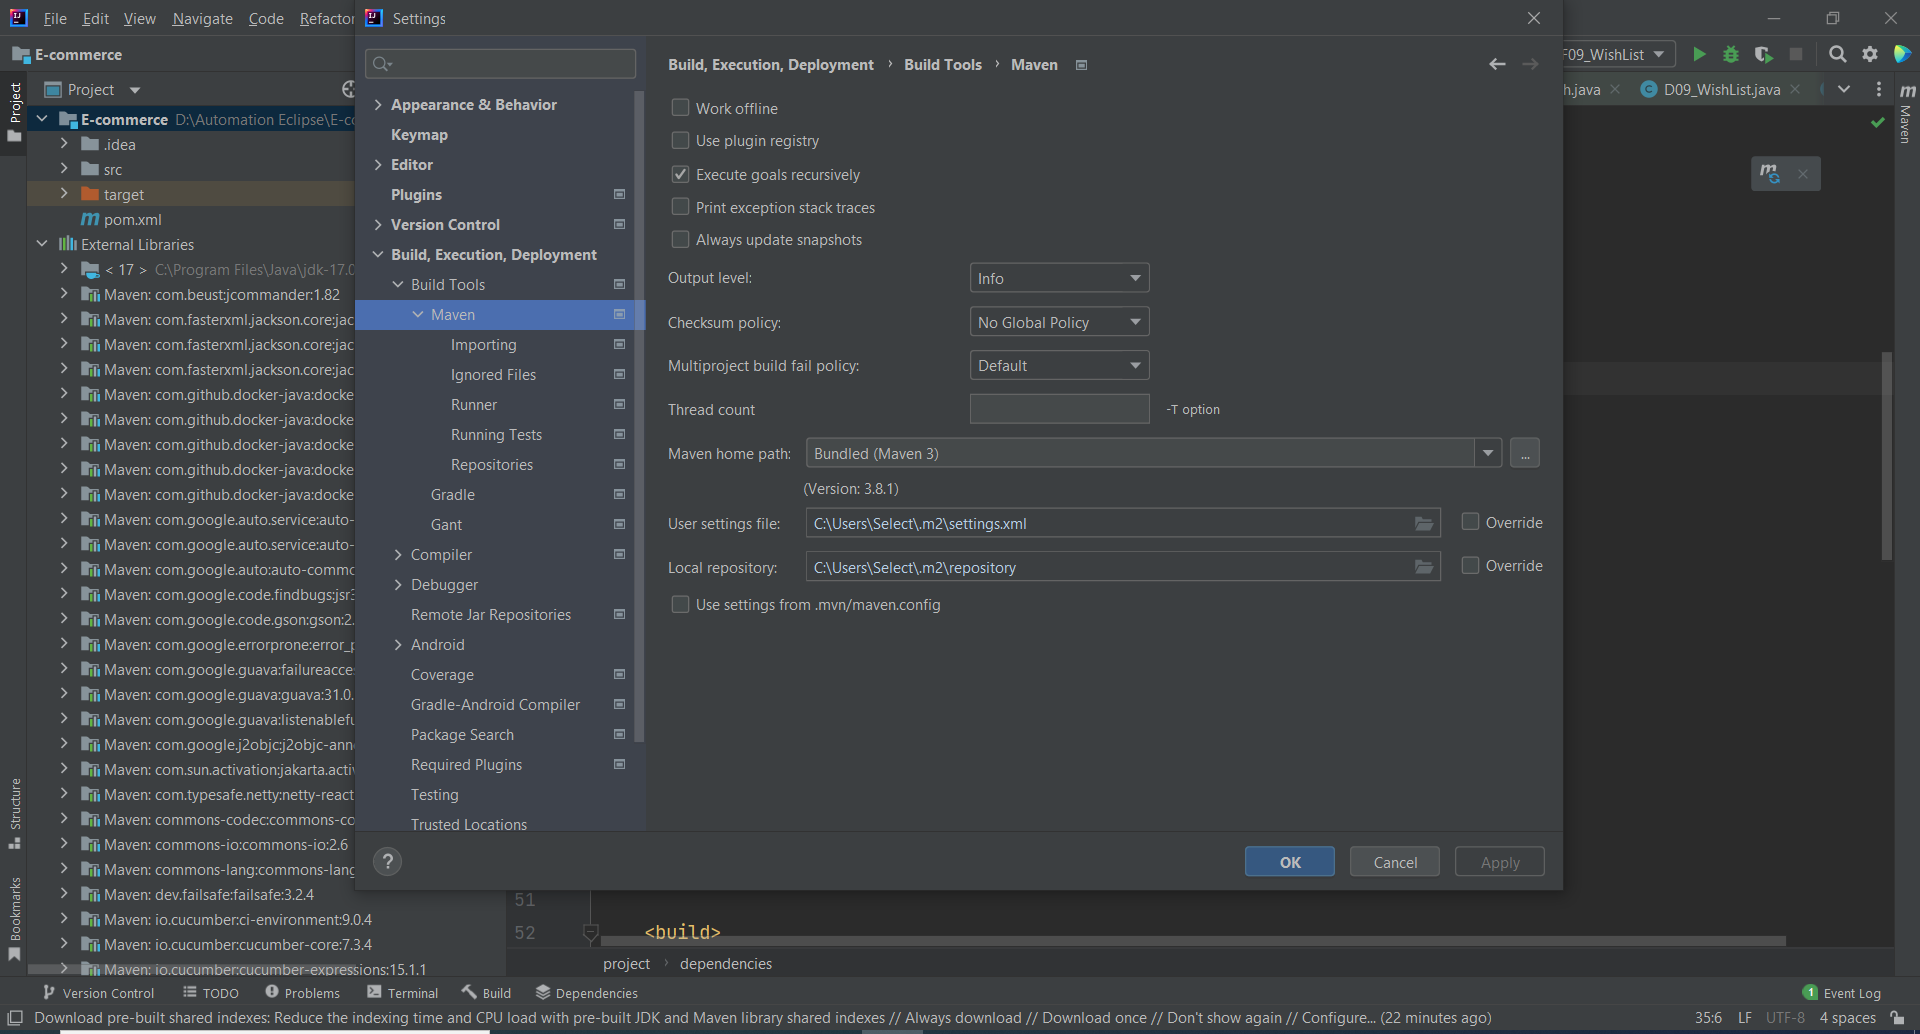 File Edit View Navigate Code Refactor
Settings
E-commerce
F09_WishList
Project
Project
h.java
D09_WishList.java
Maven
E-commerce D:\Automation Eclipse\E-co
.idea
src
target
pom.xml
External Libraries
< 17 > C:\Program Files\Java\jdk-17.0
Maven: com.beust:jcommander:1.82
Maven: com.fasterxml.jackson.core:jac
Maven: com.fasterxml.jackson.core:jac
Maven: com.fasterxml.jackson.core:jac
Maven: com.github.docker-java:docke
Maven: com.github.docker-java:docke
Maven: com.github.docker-java:docke
Maven: com.github.docker-java:docke
Maven: com.github.docker-java:docke
Maven: com.google.auto.service:auto-
Maven: com.google.auto.service:auto-
Maven: com.google.auto:auto-commo
Maven: com.google.code.findbugs:jsr3
Maven: com.google.code.gson:gson:2.
Maven: com.google.errorprone:error_p
Maven: com.google.guava:failureacces
Maven: com.google.guava:guava:31.0.
Maven: com.google.guava:listenablefu
Maven: com.google.j2objc:j2objc-anno
Maven: com.sun.activation:jakarta.activ
Maven: com.typesafe.netty:netty-react
Maven: commons-codec:commons-co
Maven: commons-io:commons-io:2.6
Maven: commons-lang:commons-lang
Maven: dev.failsafe:failsafe:3.2.4
Maven: io.cucumber:ci-environment:9.0.4
Maven: io.cucumber:cucumber-core:7.3.4
Maven: io.cucumber:cucumber-expressions:15.1.1
Structure
Bookmarks
Appearance & Behavior
Keymap
Editor
Plugins
Version Control
Build, Execution, Deployment
Build Tools
Maven
Importing
Ignored Files
Runner
Running Tests
Repositories
Gradle
Gant
Compiler
Debugger
Remote Jar Repositories
Android
Coverage
Gradle-Android Compiler
Package Search
Required Plugins
Testing
Trusted Locations
Build, Execution, Deployment › Build Tools › Maven
Work offline
Use plugin registry
Execute goals recursively
Print exception stack traces
Always update snapshots
Output level: Info
Checksum policy: No Global Policy
Multiproject build fail policy: Default
Thread count -T option
Maven home path: Bundled (Maven 3) ...
(Version: 3.8.1)
User settings file: C:\Users\Select\.m2\settings.xml Override
Local repository: C:\Users\Select\.m2\repository Override
Use settings from .mvn/maven.config
? OK Cancel Apply
51
52 <build>
project › dependencies
Version Control TODO Problems Terminal Build Dependencies 1 Event Log
Download pre-built shared indexes: Reduce the indexing time and CPU load with pre-built JDK and Maven library shared indexes // Always download // Download once // Don't show again // Configure... (22 minutes ago) 35:6 LF UTF-8 4 spaces